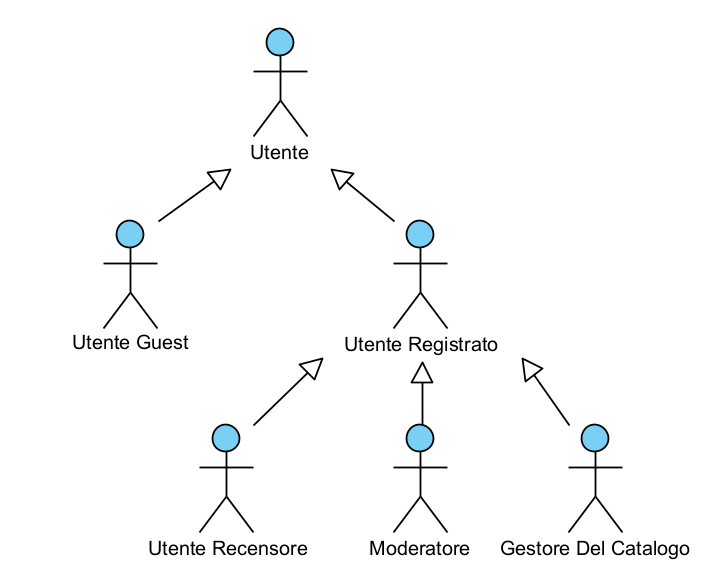 Utente
Utente Guest
Utente Registrato
Utente Recensore
Moderatore
Gestore Del Catalogo